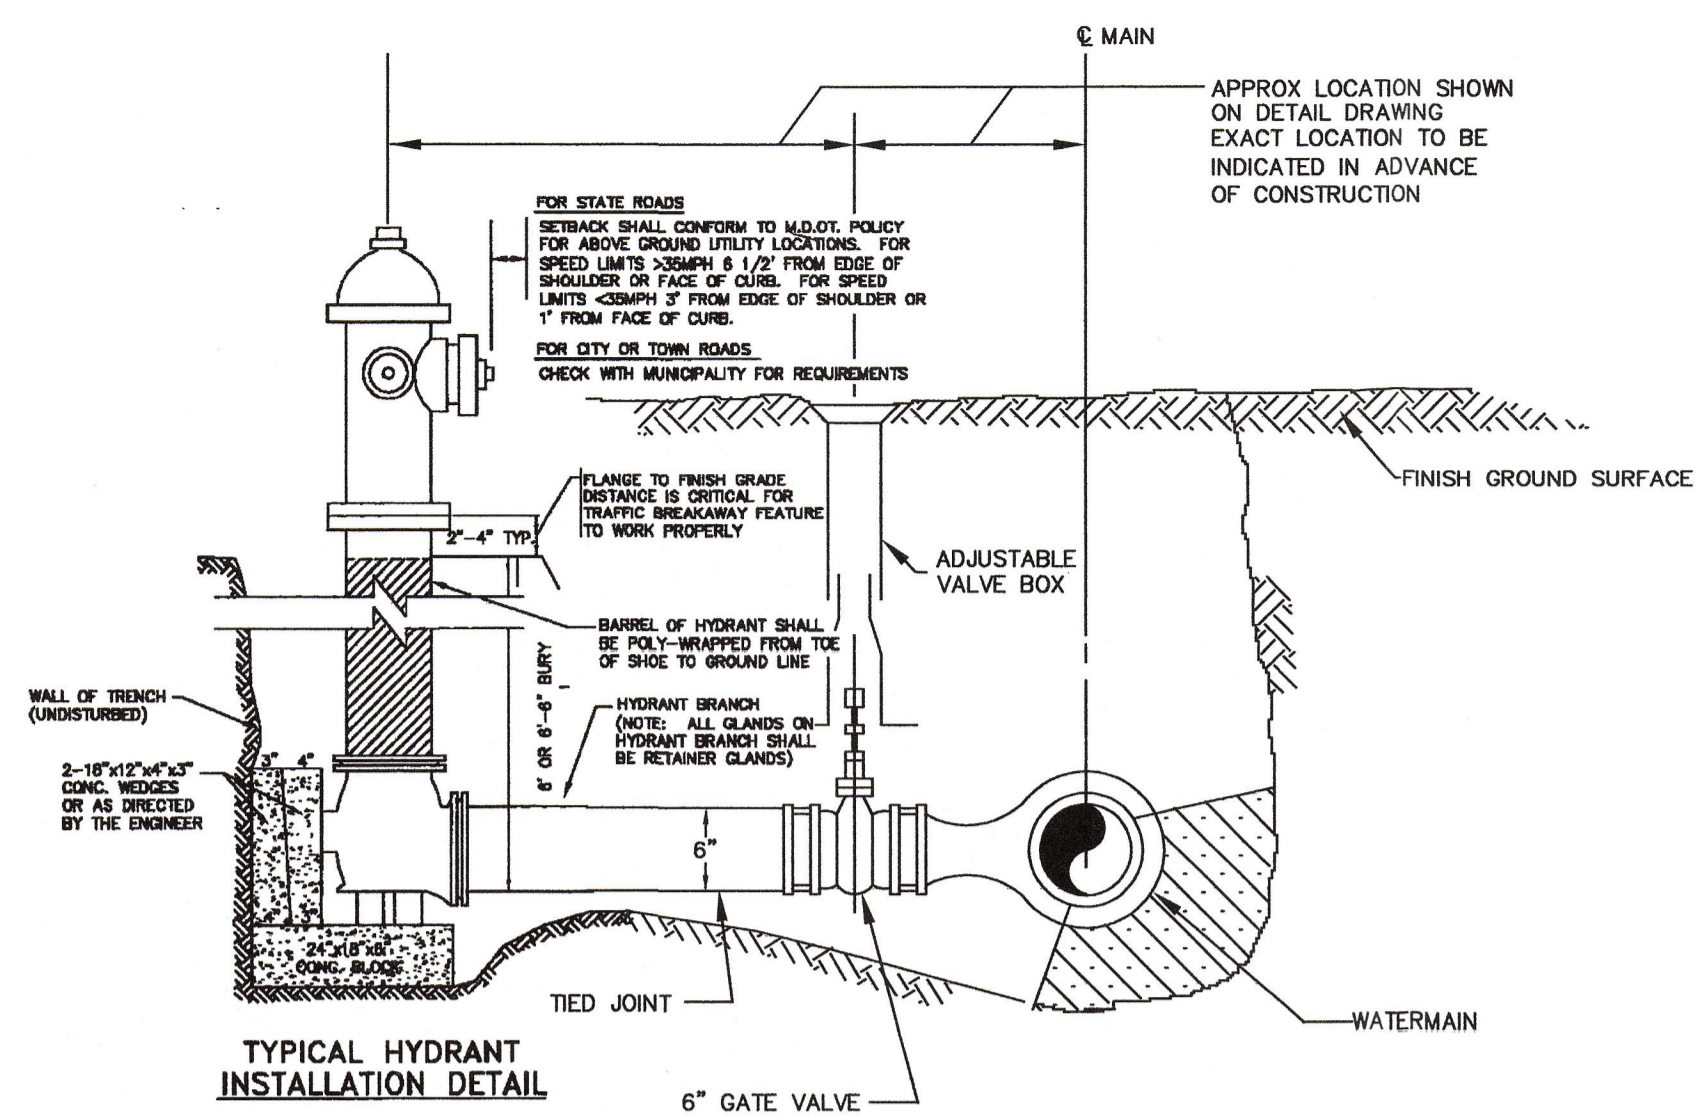 ℄ MAIN
APPROX LOCATION SHOWN
ON DETAIL DRAWING
EXACT LOCATION TO BE
INDICATED IN ADVANCE
OF CONSTRUCTION
FOR STATE ROADS
SETBACK SHALL CONFORM TO M.D.OT. POLICY
FOR ABOVE GROUND UTILITY LOCATIONS. FOR
SPEED LIMITS >35MPH 6 1/2' FROM EDGE OF
SHOULDER OR FACE OF CURB. FOR SPEED
LIMITS <35MPH 3' FROM EDGE OF SHOULDER OR
1' FROM FACE OF CURB.
FOR CITY OR TOWN ROADS
CHECK WITH MUNICIPALITY FOR REQUIREMENTS
FINISH GROUND SURFACE
FLANGE TO FINISH GRADE
DISTANCE IS CRITICAL FOR
TRAFFIC BREAKAWAY FEATURE
TO WORK PROPERLY
2"-4" TYP.
ADJUSTABLE
VALVE BOX
BARREL OF HYDRANT SHALL
BE POLY-WRAPPED FROM TOE
OF SHOE TO GROUND LINE
6' OR 6'-6" BURY
WALL OF TRENCH
(UNDISTURBED)
HYDRANT BRANCH
(NOTE: ALL GLANDS ON
HYDRANT BRANCH SHALL
BE RETAINER GLANDS)
3" 4"
2-16"x12"x4"x3"
CONC. WEDGES
OR AS DIRECTED
BY THE ENGINEER
6"
24"x18"x6"
CONC. BLOCK
TIED JOINT
WATERMAIN
6" GATE VALVE
TYPICAL HYDRANT
INSTALLATION DETAIL